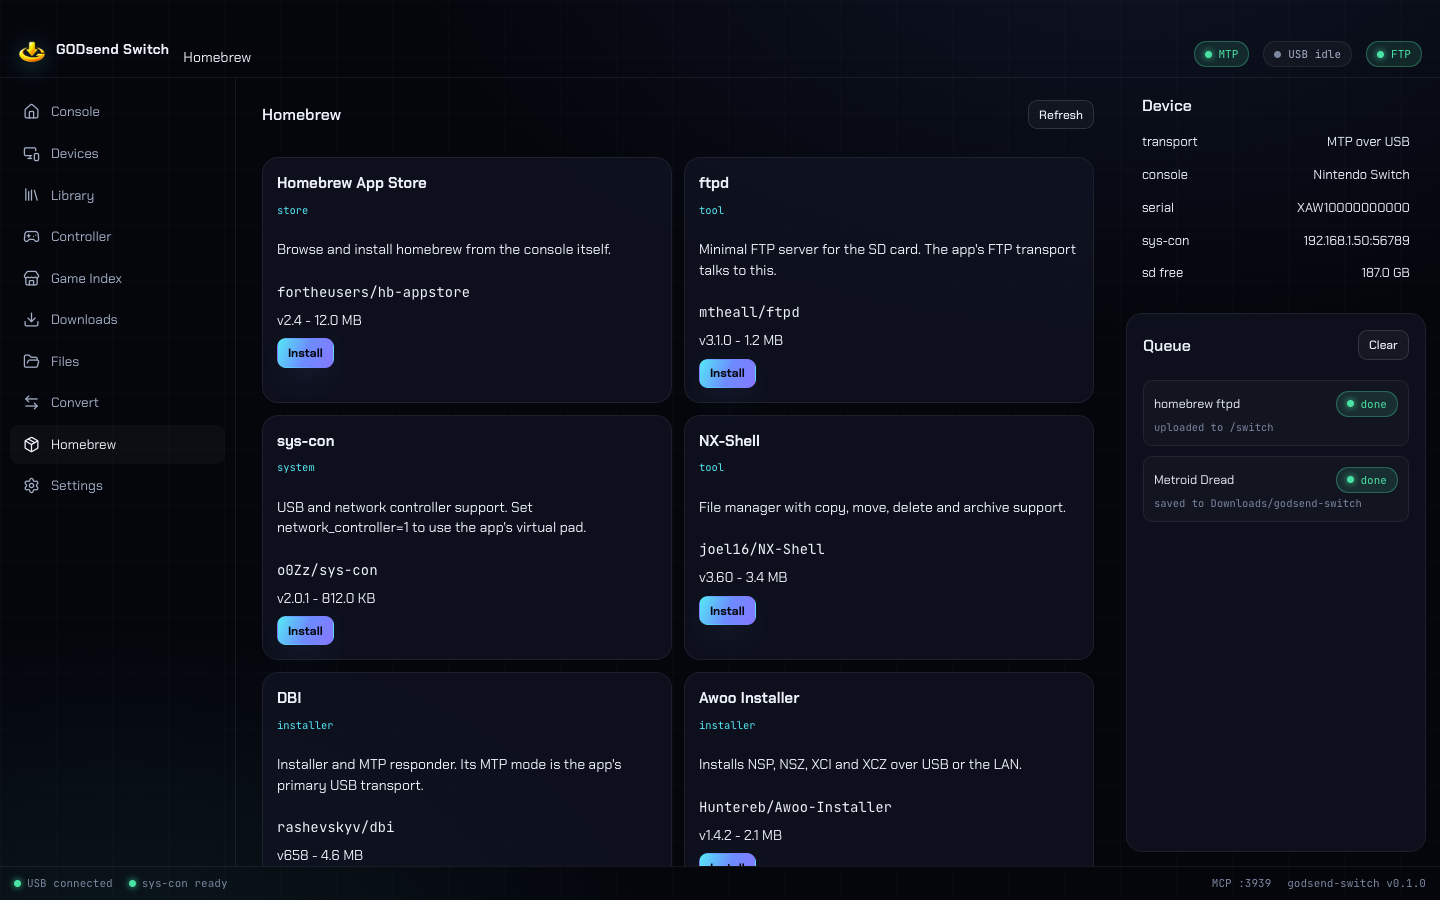 GODsend Switch
Homebrew
MTP
USB idle
FTP
Console
Devices
Library
Controller
Game Index
Downloads
Files
Convert
Homebrew
Settings
Homebrew
Refresh
Homebrew App Store
store
Browse and install homebrew from the console itself.
fortheusers/hb-appstore
v2.4 - 12.0 MB
Install
ftpd
tool
Minimal FTP server for the SD card. The app's FTP transport
talks to this.
mtheall/ftpd
v3.1.0 - 1.2 MB
Install
sys-con
system
USB and network controller support. Set
network_controller=1 to use the app's virtual pad.
o0Zz/sys-con
v2.0.1 - 812.0 KB
Install
NX-Shell
tool
File manager with copy, move, delete and archive support.
joel16/NX-Shell
v3.60 - 3.4 MB
Install
DBI
installer
Installer and MTP responder. Its MTP mode is the app's
primary USB transport.
rashevskyv/dbi
v658 - 4.6 MB
Awoo Installer
installer
Installs NSP, NSZ, XCI and XCZ over USB or the LAN.
Huntereb/Awoo-Installer
v1.4.2 - 2.1 MB
Install
Device
transport MTP over USB
console Nintendo Switch
serial XAW10000000000
sys-con 192.168.1.50:56789
sd free 187.0 GB
Queue
Clear
homebrew ftpd
done
uploaded to /switch
Metroid Dread
done
saved to Downloads/godsend-switch
USB connected
sys-con ready
MCP :3939
godsend-switch v0.1.0